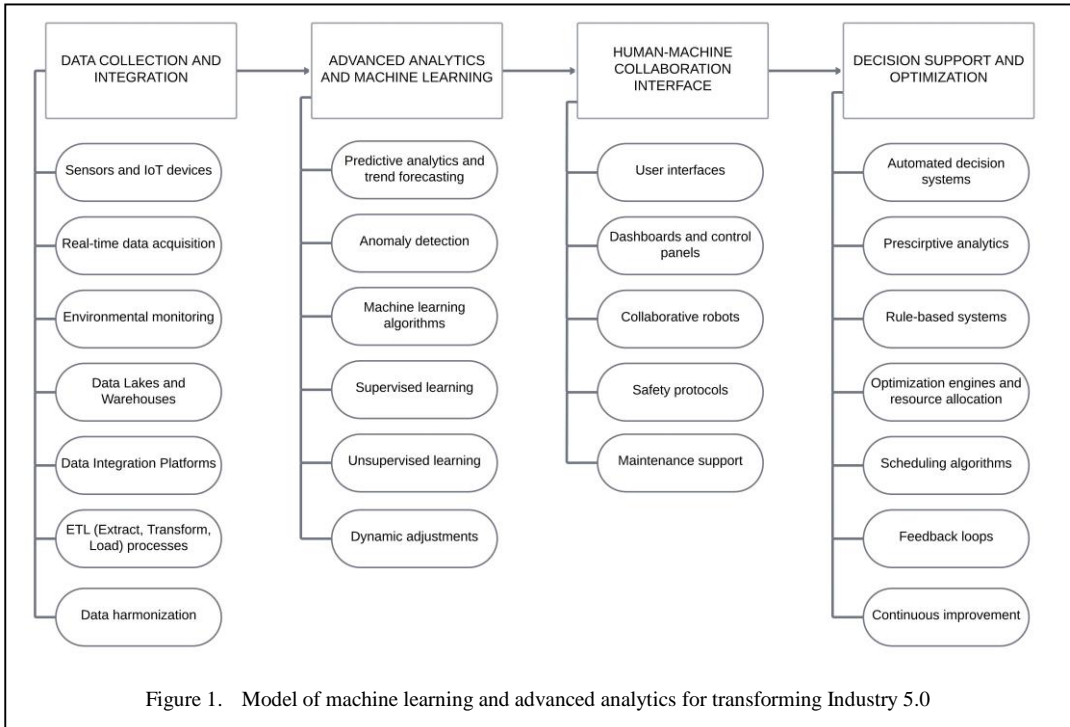 DATA COLLECTION AND
INTEGRATION
Sensors and IoT devices
Real-time data acquisition
Environmental monitoring
Data Lakes and
Warehouses
Data Integration Platforms
ETL (Extract, Transform,
Load) processes
Data harmonization
ADVANCED ANALYTICS
AND MACHINE LEARNING
Predictive analytics and
trend forecasting
Anomaly detection
Machine learning
algorithms
Supervised learning
Unsupervised learning
Dynamic adjustments
HUMAN-MACHINE
COLLABORATION
INTERFACE
User interfaces
Dashboards and control
panels
Collaborative robots
Safety protocols
Maintenance support
DECISION SUPPORT AND
OPTIMIZATION
Automated decision
systems
Prescirptive analytics
Rule-based systems
Optimization engines and
resource allocation
Scheduling algorithms
Feedback loops
Continuous improvement
Figure 1. Model of machine learning and advanced analytics for transforming Industry 5.0